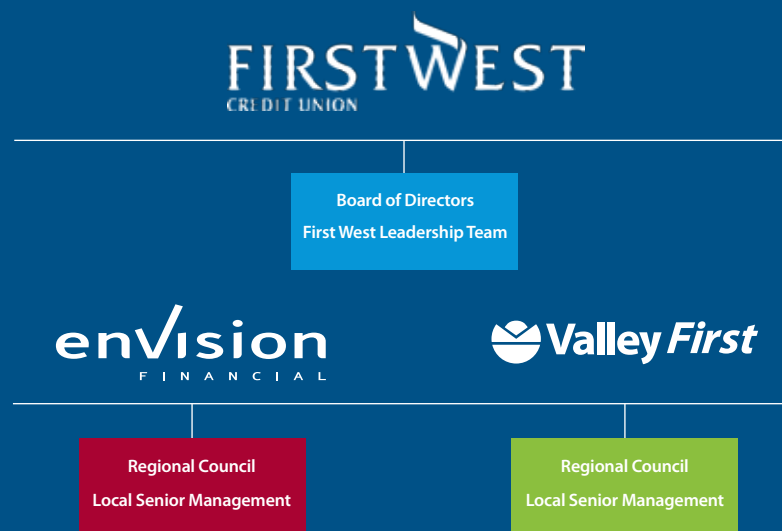 FIRSTWEST
CREDIT UNION
Board of Directors
First West Leadership Team
envision
FINANCIAL
Valley First
Regional Council
Local Senior Management
Regional Council
Local Senior Management